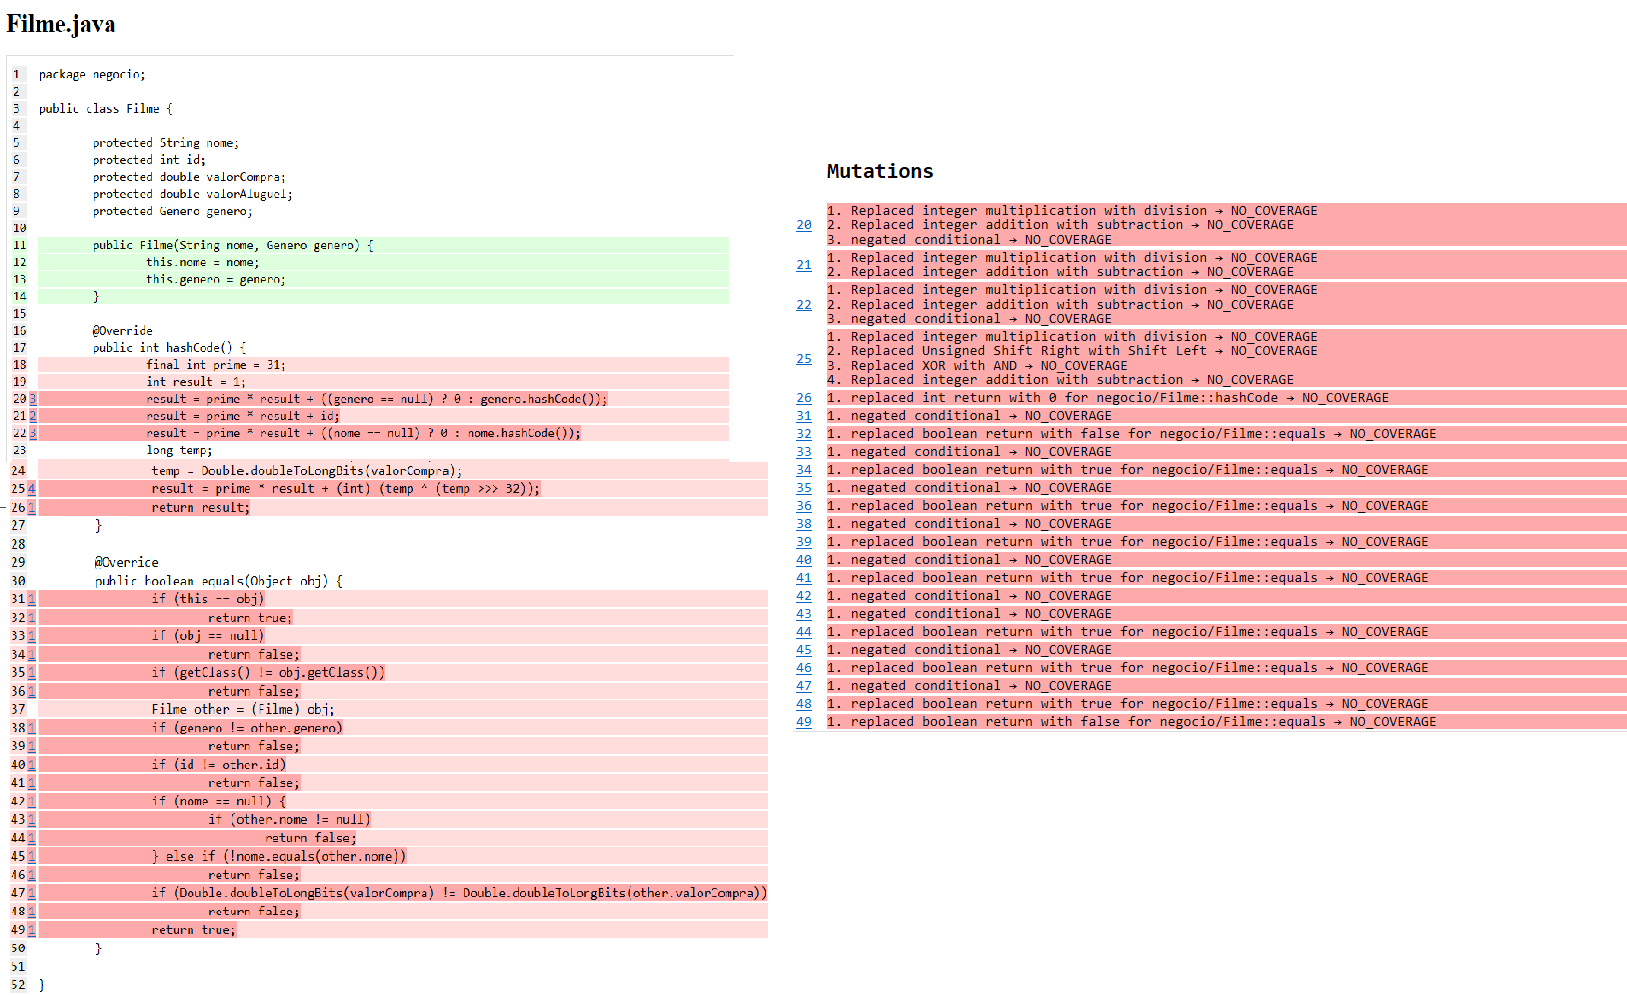 Filme.java
1 package negocio;
2
3 public class Filme {
4
5 protected String nome;
6 protected int id;
7 protected double valorCompra;
8 protected double valorAluguel;
9 protected Genero genero;
10
11 public Filme(String nome, Genero genero) {
12 this.nome = nome;
13 this.genero = genero;
14 }
15
16 @Override
17 public int hashCode() {
18 final int prime = 31;
19 int result = 1;
20 3 result = prime * result + ((genero == null) ? 0 : genero.hashCode());
21 2 result = prime * result + id;
22 3 result = prime * result + ((nome == null) ? 0 : nome.hashCode());
23 long temp;
24 temp = Double.doubleToLongBits(valorCompra);
25 4 result = prime * result + (int) (temp ^ (temp >>> 32));
26 1 return result;
27 }
28
29 @Override
30 public boolean equals(Object obj) {
31 1 if (this == obj)
32 1 return true;
33 1 if (obj == null)
34 1 return false;
35 1 if (getClass() != obj.getClass())
36 1 return false;
37 Filme other = (Filme) obj;
38 1 if (genero != other.genero)
39 1 return false;
40 1 if (id != other.id)
41 1 return false;
42 1 if (nome == null) {
43 1 if (other.nome != null)
44 1 return false;
45 1 } else if (!nome.equals(other.nome))
46 1 return false;
47 1 if (Double.doubleToLongBits(valorCompra) != Double.doubleToLongBits(other.valorCompra))
48 1 return false;
49 1 return true;
50 }
51
52 }
Mutations
20 1. Replaced integer multiplication with division → NO_COVERAGE
2. Replaced integer addition with subtraction → NO_COVERAGE
3. negated conditional → NO_COVERAGE
21 1. Replaced integer multiplication with division → NO_COVERAGE
2. Replaced integer addition with subtraction → NO_COVERAGE
22 1. Replaced integer multiplication with division → NO_COVERAGE
2. Replaced integer addition with subtraction → NO_COVERAGE
3. negated conditional → NO_COVERAGE
25 1. Replaced integer multiplication with division → NO_COVERAGE
2. Replaced Unsigned Shift Right with Shift Left → NO_COVERAGE
3. Replaced XOR with AND → NO_COVERAGE
4. Replaced integer addition with subtraction → NO_COVERAGE
26 1. replaced int return with 0 for negocio/Filme::hashCode → NO_COVERAGE
31 1. negated conditional → NO_COVERAGE
32 1. replaced boolean return with false for negocio/Filme::equals → NO_COVERAGE
33 1. negated conditional → NO_COVERAGE
34 1. replaced boolean return with true for negocio/Filme::equals → NO_COVERAGE
35 1. negated conditional → NO_COVERAGE
36 1. replaced boolean return with true for negocio/Filme::equals → NO_COVERAGE
38 1. negated conditional → NO_COVERAGE
39 1. replaced boolean return with true for negocio/Filme::equals → NO_COVERAGE
40 1. negated conditional → NO_COVERAGE
41 1. replaced boolean return with true for negocio/Filme::equals → NO_COVERAGE
42 1. negated conditional → NO_COVERAGE
43 1. negated conditional → NO_COVERAGE
44 1. replaced boolean return with true for negocio/Filme::equals → NO_COVERAGE
45 1. negated conditional → NO_COVERAGE
46 1. replaced boolean return with true for negocio/Filme::equals → NO_COVERAGE
47 1. negated conditional → NO_COVERAGE
48 1. replaced boolean return with true for negocio/Filme::equals → NO_COVERAGE
49 1. replaced boolean return with false for negocio/Filme::equals → NO_COVERAGE